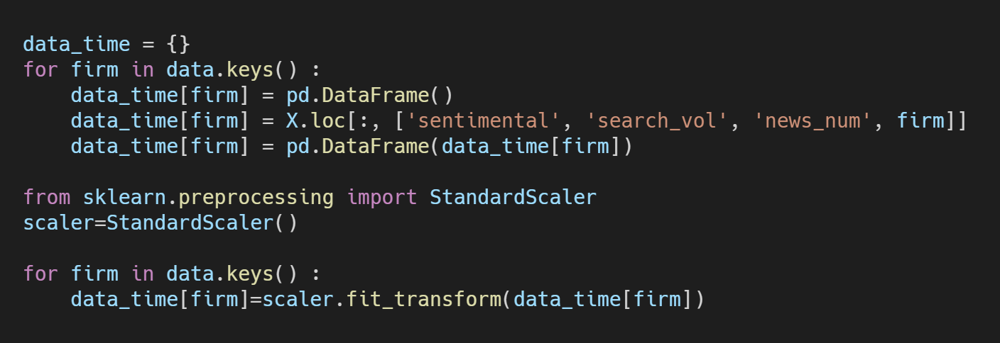 data_time = {}
for firm in data.keys() :
    data_time[firm] = pd.DataFrame()
    data_time[firm] = X.loc[:, ['sentimental', 'search_vol', 'news_num', firm]]
    data_time[firm] = pd.DataFrame(data_time[firm])

from sklearn.preprocessing import StandardScaler
scaler=StandardScaler()

for firm in data.keys() :
    data_time[firm]=scaler.fit_transform(data_time[firm])